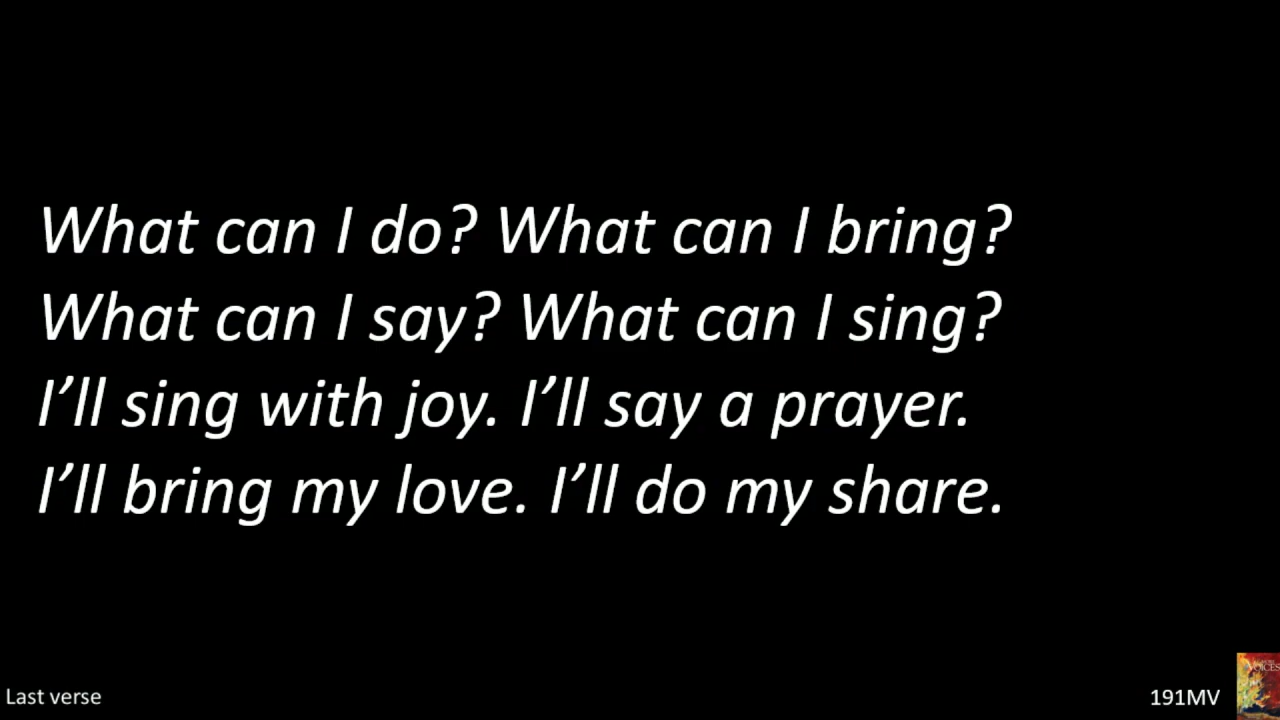 What can I do? What can I bring?
What can I say? What can I sing?
I’ll sing with joy. I’ll say a prayer.
I’ll bring my love. I’ll do my share.
Last verse
191MV
VOICES